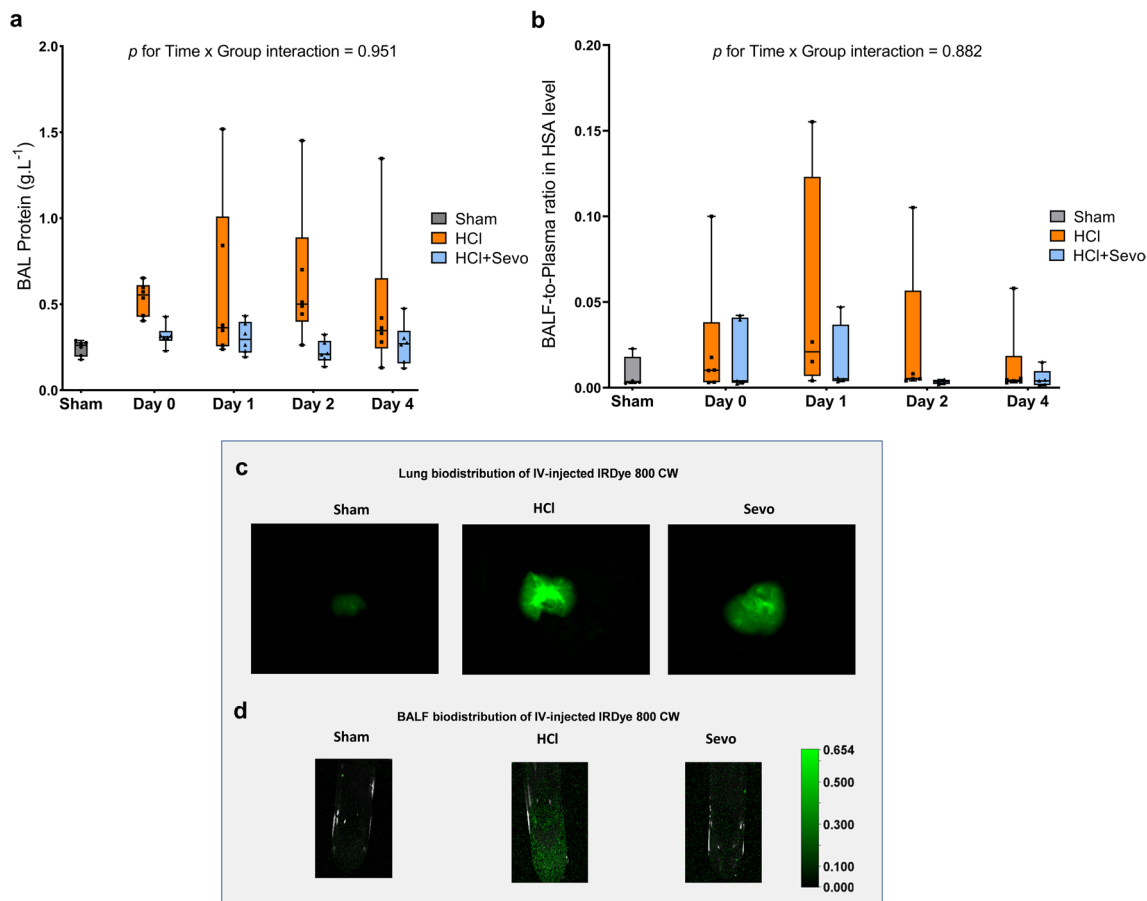 a
p for Time x Group interaction = 0.951
BAL Protein (g.L-1)
2.0
1.5
1.0
0.5
0.0
Sham
Day 0
Day 1
Day 2
Day 4
Sham
HCl
HCl+Sevo
b
p for Time x Group interaction = 0.882
BALF-to-Plasma ratio in HSA level
0.20
0.15
0.10
0.05
0.00
Sham
Day 0
Day 1
Day 2
Day 4
Sham
HCl
HCl+Sevo
c
Lung biodistribution of IV-injected IRDye 800 CW
Sham
HCl
Sevo
d
BALF biodistribution of IV-injected IRDye 800 CW
Sham
HCl
Sevo
0.654
0.500
0.300
0.100
0.000